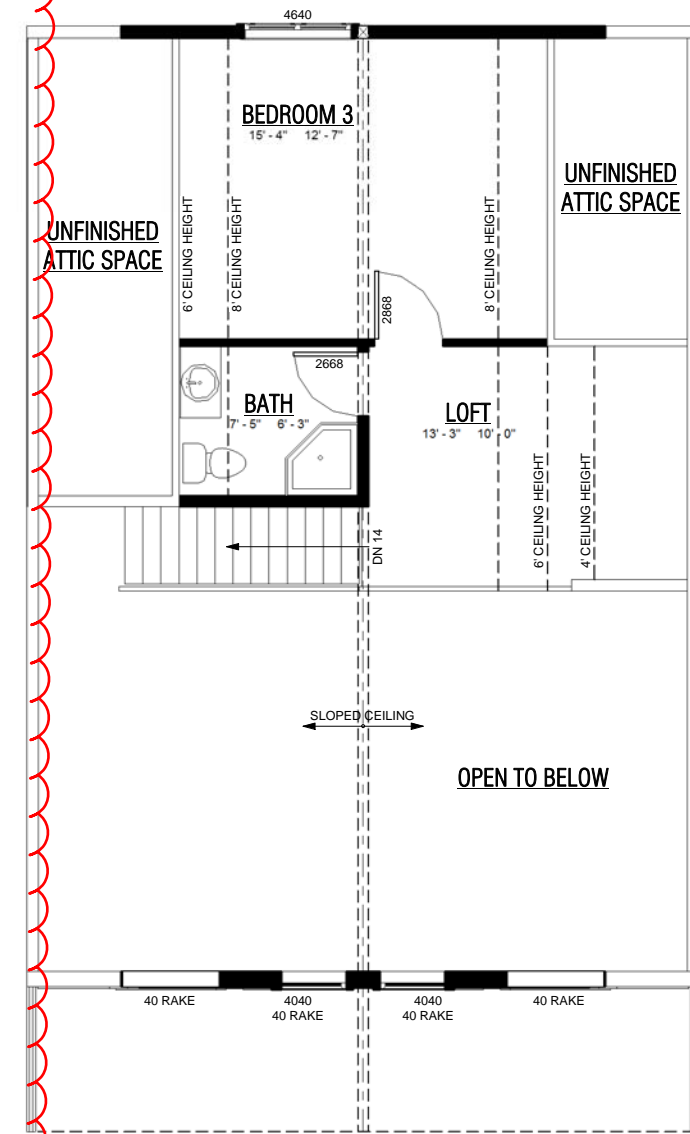 4640
BEDROOM 3
15' - 4" 12' - 7"
UNFINISHED
ATTIC SPACE
UNFINISHED
ATTIC SPACE
6' CEILING HEIGHT
8' CEILING HEIGHT
8' CEILING HEIGHT
2868
2668
BATH
7' - 5" 6' - 3"
LOFT
13' - 3" 10' - 0"
6' CEILING HEIGHT
4' CEILING HEIGHT
DN 14
SLOPED CEILING
OPEN TO BELOW
40 RAKE
4040
40 RAKE
4040
40 RAKE
40 RAKE